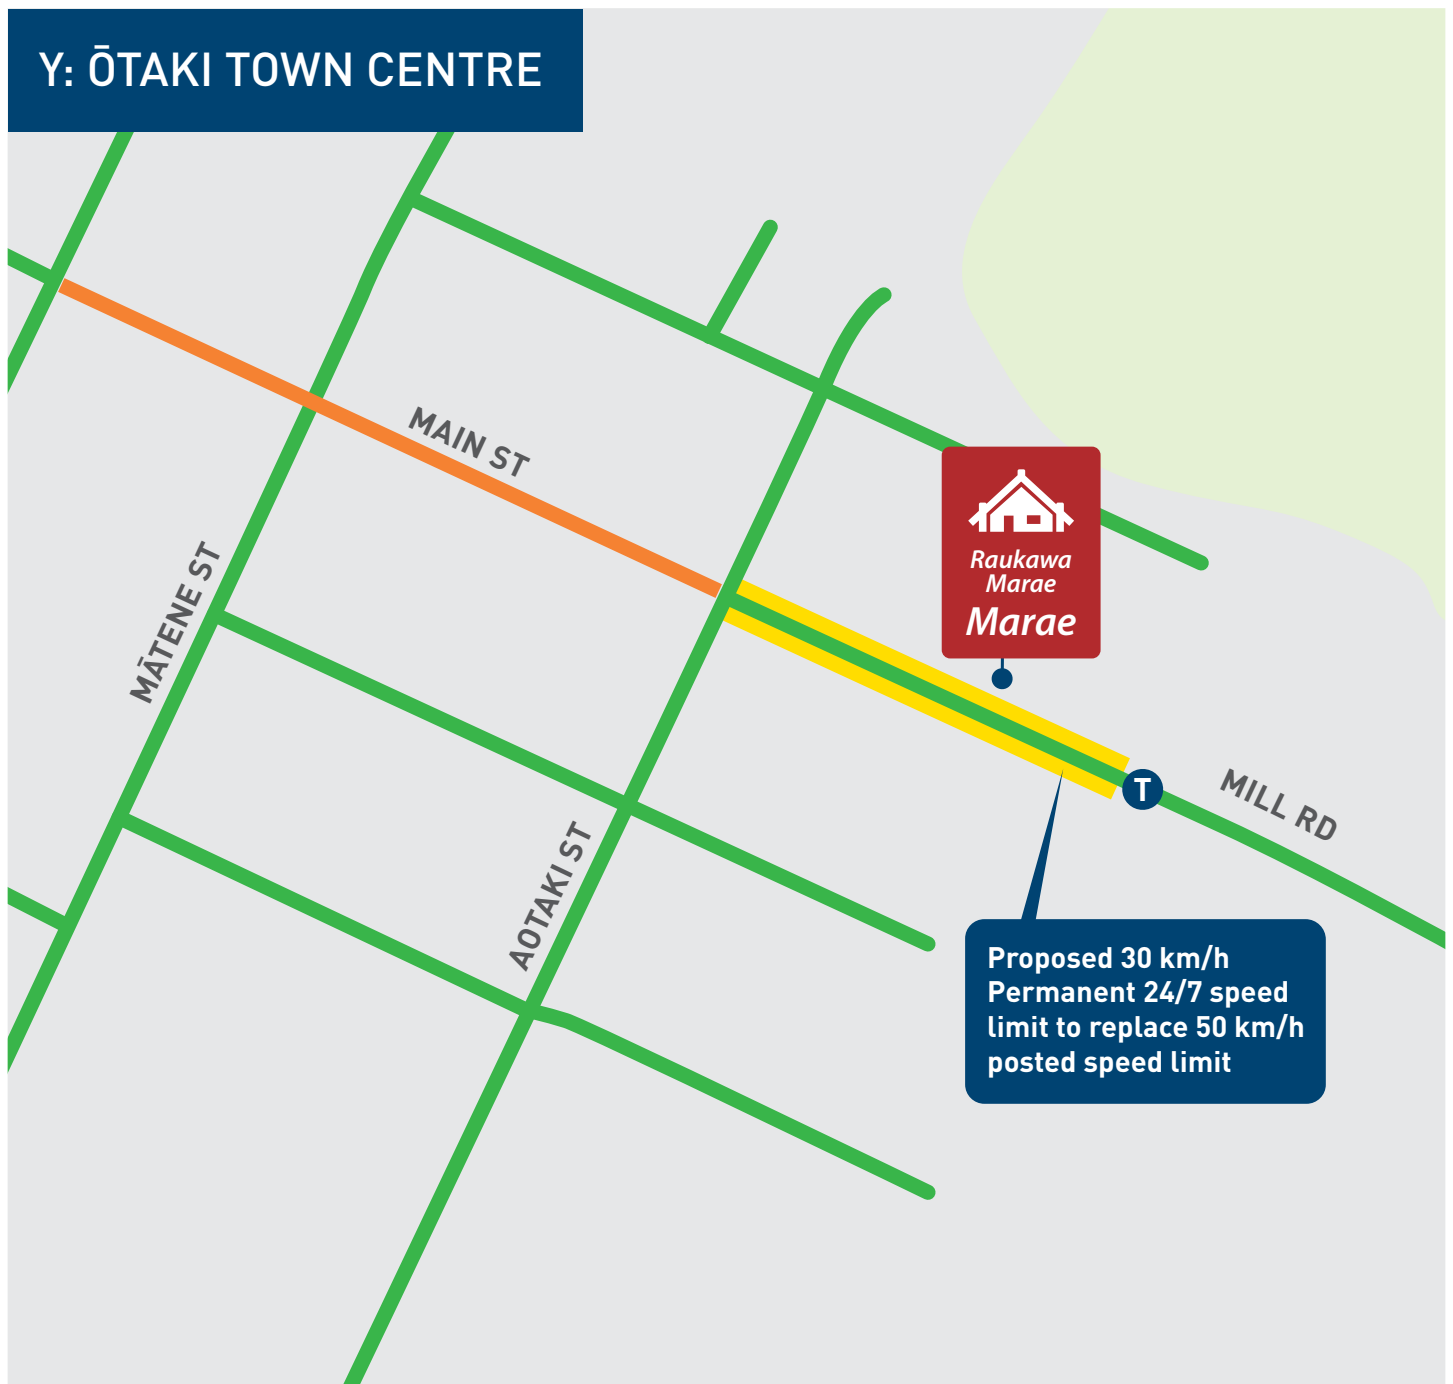 Y: ŌTAKI TOWN CENTRE
MAIN ST
MĀTENE ST
Raukawa
Marae
Marae
T
MILL RD
AOTAKI ST
Proposed 30 km/h
Permanent 24/7 speed
limit to replace 50 km/h
posted speed limit